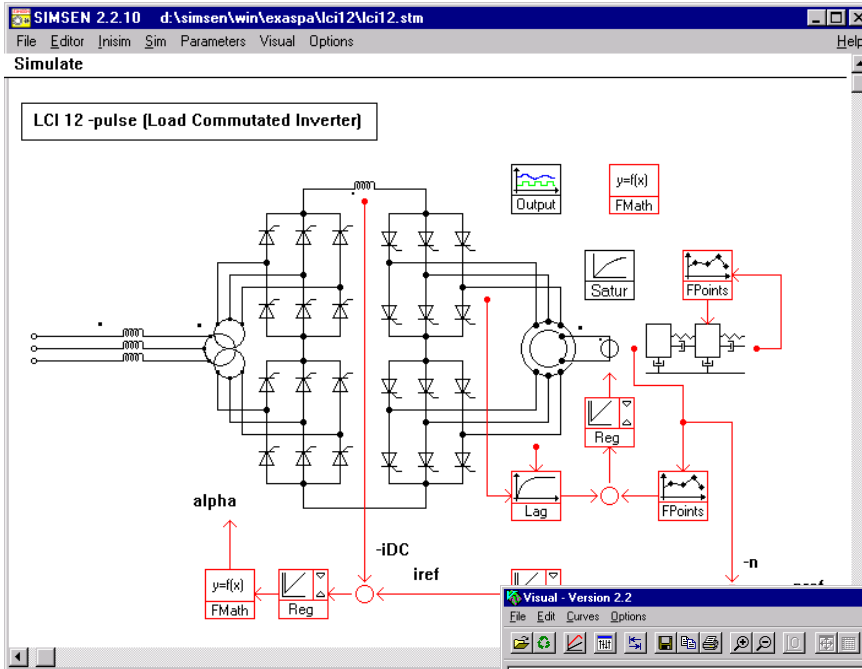 SIMSEN 2.2.10 d:\simsen\win\exaspa\lci12\lci12.stm
File Editor Inisim Sim Parameters Visual Options Help
Simulate
LCI 12 -pulse (Load Commutated Inverter)
Output
y=f(x)
FMath
Satur
FPoints
Reg
Lag
FPoints
alpha
-iDC
iref
-n
y=f(x)
FMath
Reg
Visual - Version 2.2
File Edit Curves Options